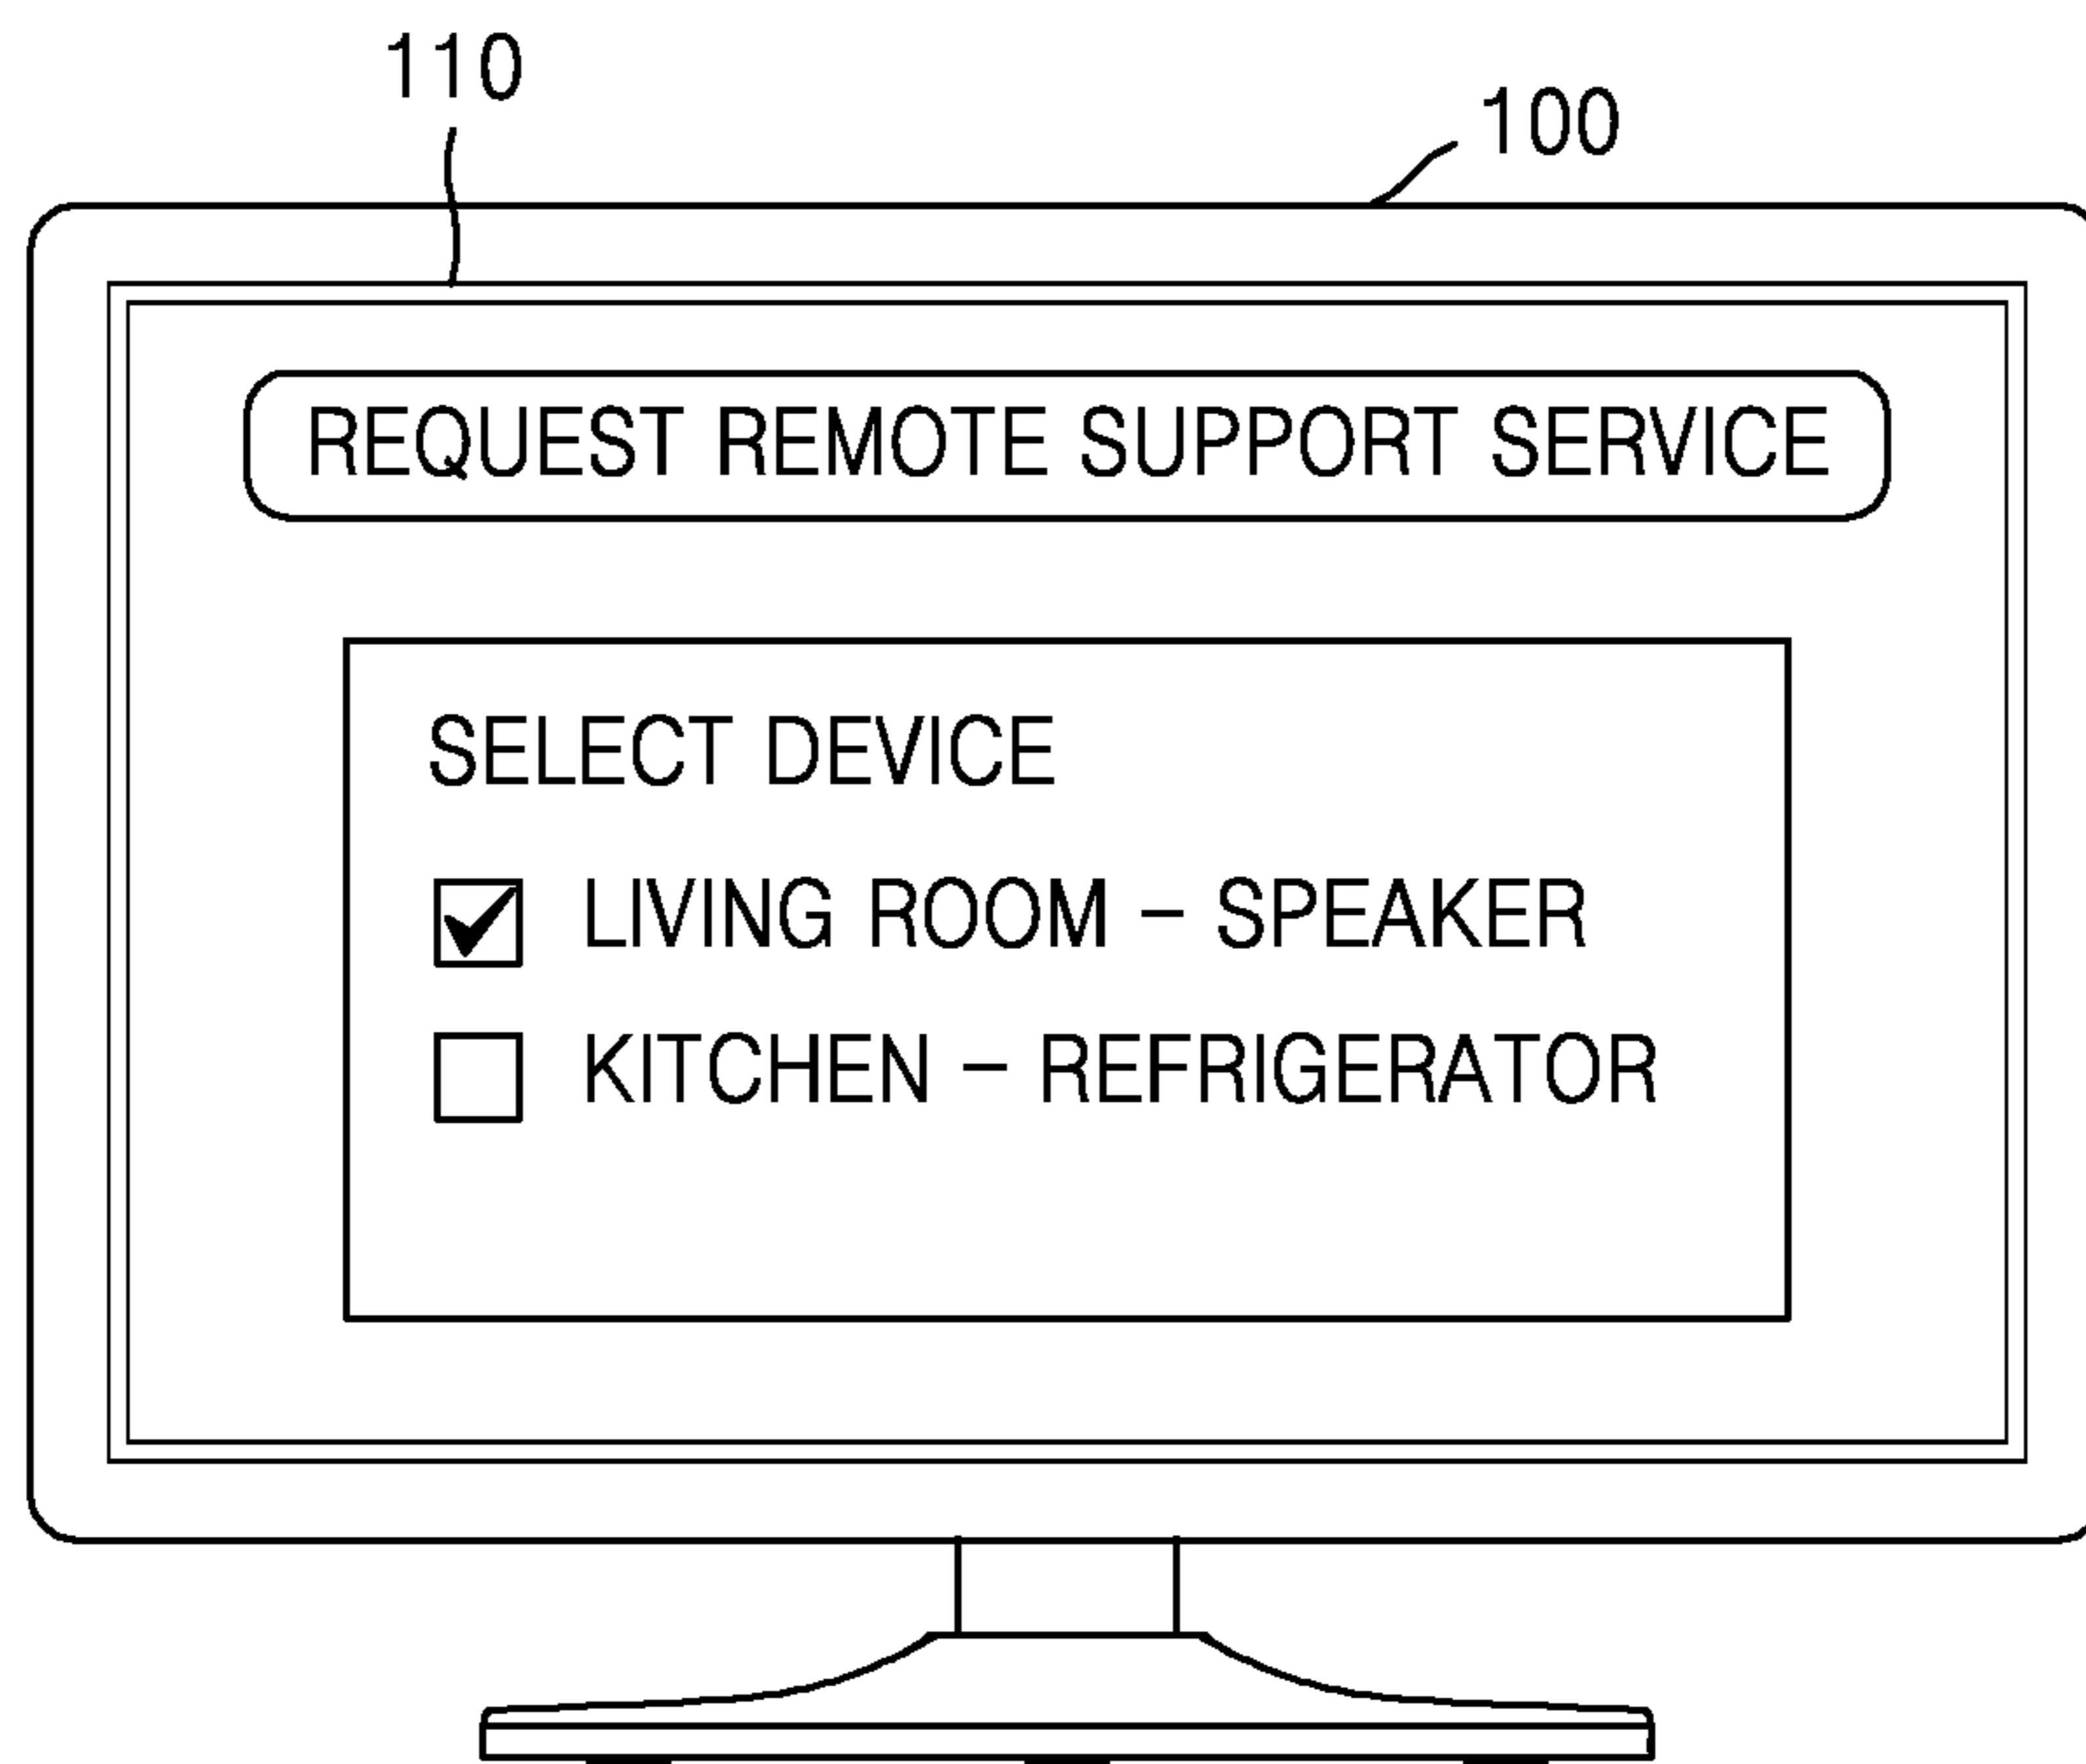 110
100
REQUEST REMOTE SUPPORT SERVICE
SELECT DEVICE
LIVING ROOM – SPEAKER
KITCHEN – REFRIGERATOR